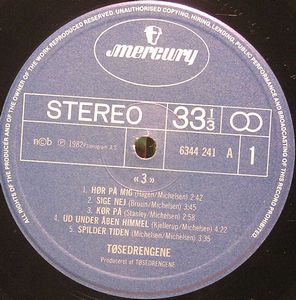 ALL RIGHTS OF THE PRODUCER AND OF THE OWNER OF THE WORK REPRODUCED RESERVED. UNAUTHORISED COPYING, HIRING, LENDING, PUBLIC PERFORMANCE AND BROADCASTING OF THIS RECORD PROHIBITED.
mercury
STEREO 33 1/3
n©b ℗ 1982 A.S 6344 241 A 1
«3»
1. HØR PÅ MIG (Hagen/Michelsen) 2:42
2. SIGE NEJ (Bruun/Michelsen) 3:21
3. KØR PÅ (Stanley/Michelsen) 2:58
4. UD UNDER ÅBEN HIMMEL (Kjellerup/Michelsen) 4:22
5. SPILDER TIDEN (Michelsen/Michelsen) 3:35
TØSEDRENGENE
Produceret af TØSEDRENGENE